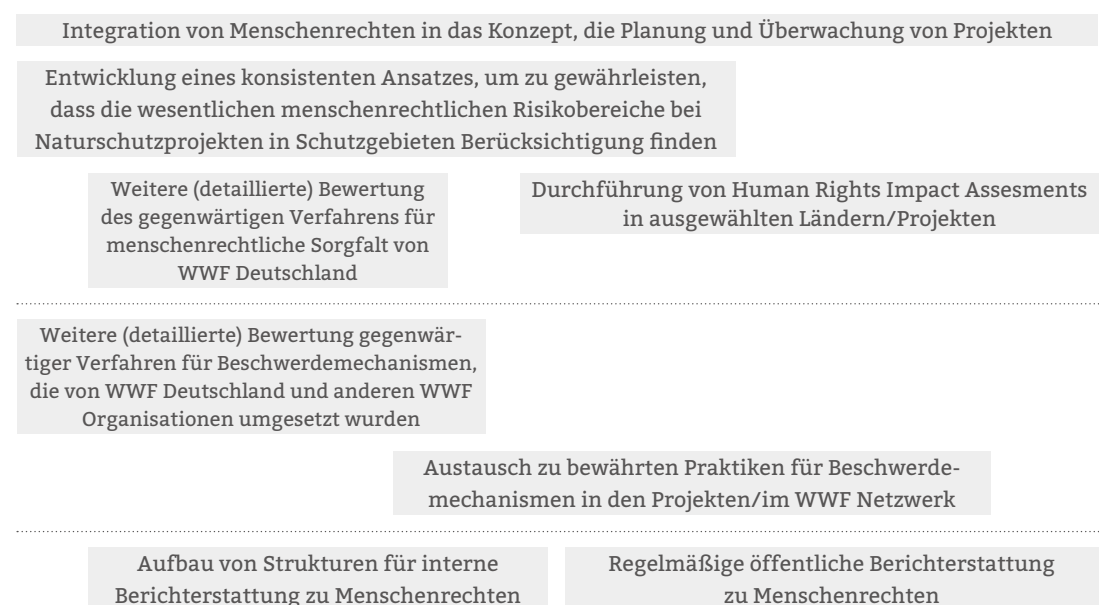 Integration von Menschenrechten in das Konzept, die Planung und Überwachung von Projekten
Entwicklung eines konsistenten Ansatzes, um zu gewährleisten,
dass die wesentlichen menschenrechtlichen Risikobereiche bei
Naturschutzprojekten in Schutzgebieten Berücksichtigung finden
Weitere (detaillierte) Bewertung
des gegenwärtigen Verfahrens für
menschenrechtliche Sorgfalt von
WWF Deutschland
Durchführung von Human Rights Impact Assesments
in ausgewählten Ländern/Projekten
Weitere (detaillierte) Bewertung gegenwär-
tiger Verfahren für Beschwerdemechanismen,
die von WWF Deutschland und anderen WWF
Organisationen umgesetzt wurden
Austausch zu bewährten Praktiken für Beschwerde-
mechanismen in den Projekten/im WWF Netzwerk
Aufbau von Strukturen für interne
Berichterstattung zu Menschenrechten
Regelmäßige öffentliche Berichterstattung
zu Menschenrechten